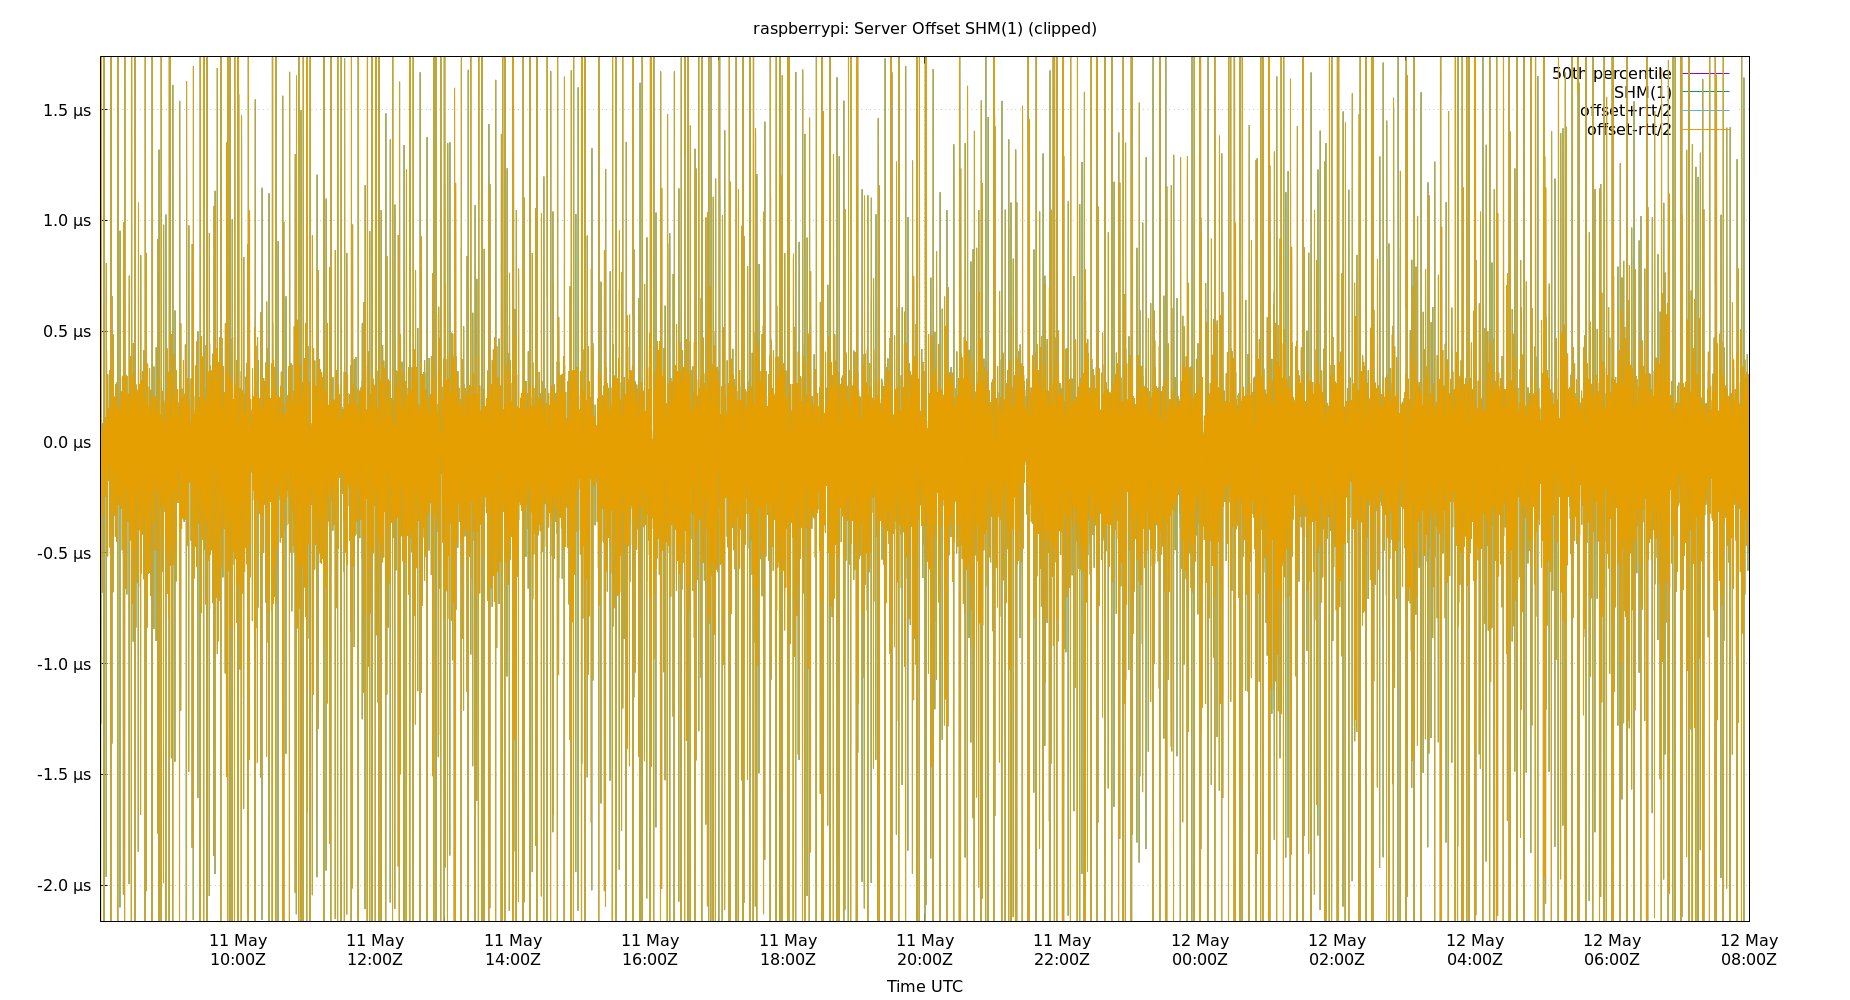 raspberrypi: Server Offset SHM(1) (clipped)
50th percentile
SHM(1)
offset+rtt/2
offset-rtt/2
1.5 µs
1.0 µs
0.5 µs
0.0 µs
-0.5 µs
-1.0 µs
-1.5 µs
-2.0 µs
11 May 11 May 11 May 11 May 11 May 11 May 11 May 12 May 12 May 12 May 12 May 12 May
10:00Z 12:00Z 14:00Z 16:00Z 18:00Z 20:00Z 22:00Z 00:00Z 02:00Z 04:00Z 06:00Z 08:00Z
Time UTC